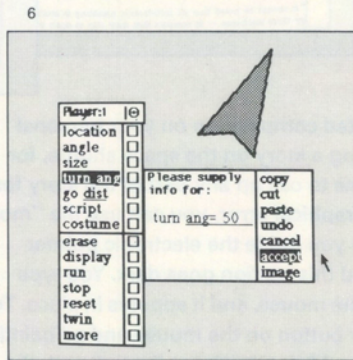 6
Player:1
location
angle
size
turn ang
go dist
script
costume
erase
display
run
stop
reset
twin
more
Please supply
info for:
turn ang= 50
copy
cut
paste
undo
cancel
accept
image